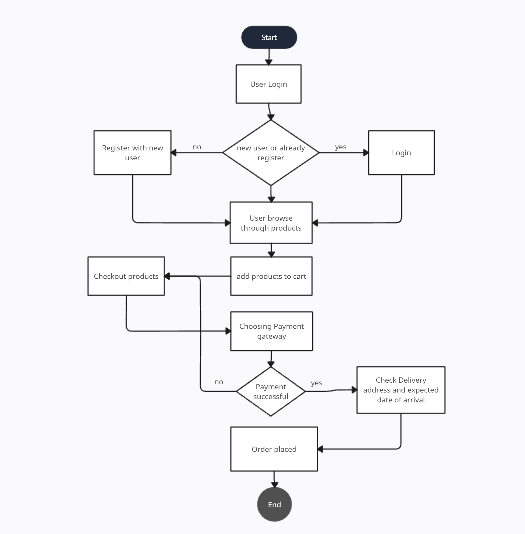 Start
User Login
new user or already
register
no
yes
Register with new
user
Login
User browse
through products
add products to cart
Checkout products
Choosing Payment
gateway
Payment
successful
no
yes
Check Delivery
address and expected
date of arrival
Order placed
End